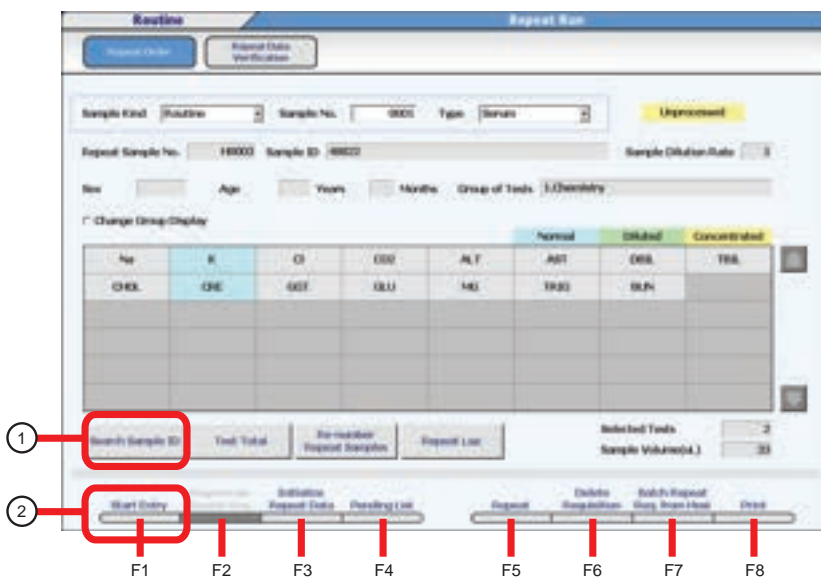 Routine Repeat Run
Repeat Order Repeat Data
Verification
Sample Kind Routine Sample No. 0001 Type Serum Unprocessed
Repeat Sample No. H0003 Sample ID Sample Dilution Rate 1
Sex Age Years Months Group of Tests 1.Chemistry
Change Group Display
Normal Diluted Concentrated
Na K Cl CO2 ALT AST DBIL TBIL
CHOL CRE GGT GLU MG TRIG BUN
1 Search Sample ID Test Total Re-number
Repeat Samples Repeat List
Selected Tests 2
Sample Volume(uL) 33
2 Start Entry Initialize
Repeat Data Pending List Repeat Delete
Requisition Batch Repeat
Req. from Host Print
F1 F2 F3 F4 F5 F6 F7 F8